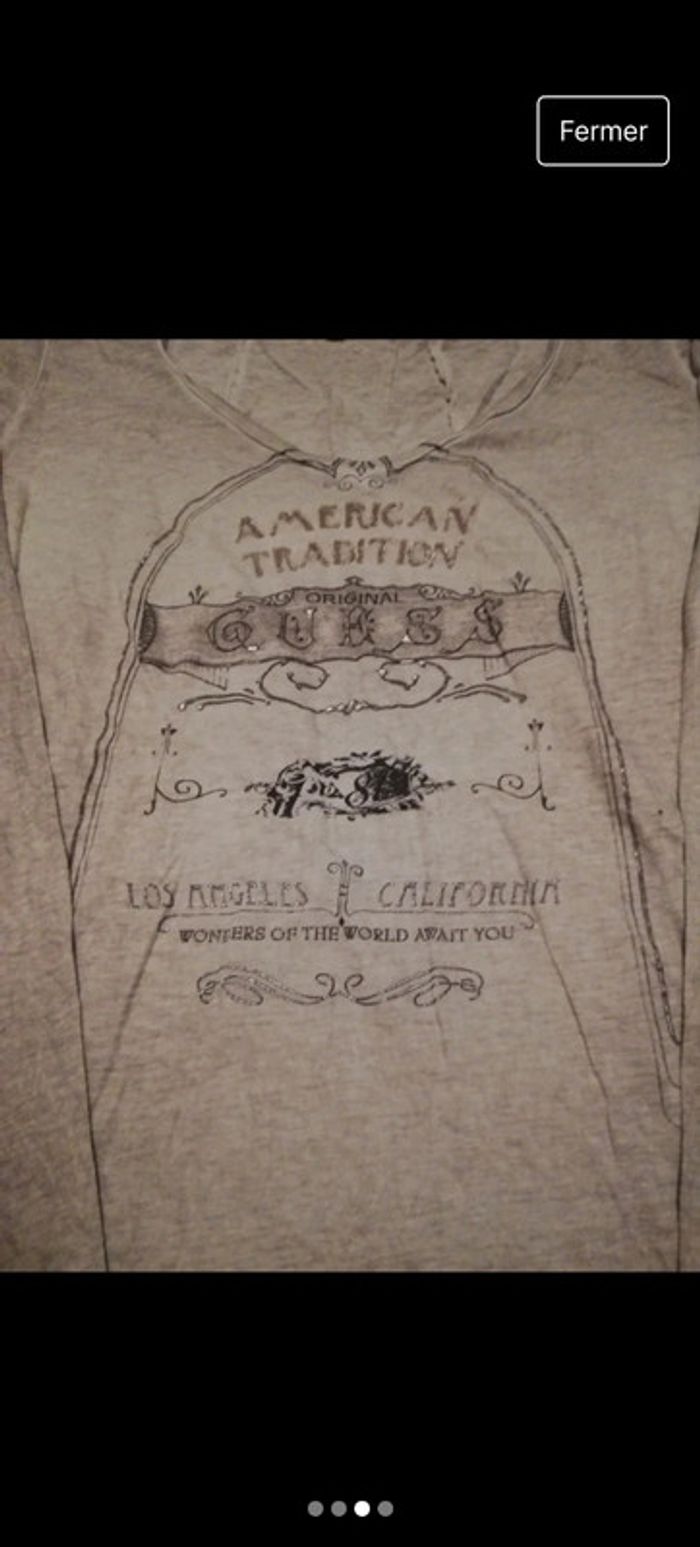 Fermer
AMERICAN
TRADITION
ORIGINAL
GUESS
LOS ANGELES CALIFORNIA
WONDERS OF THE WORLD AWAIT YOU